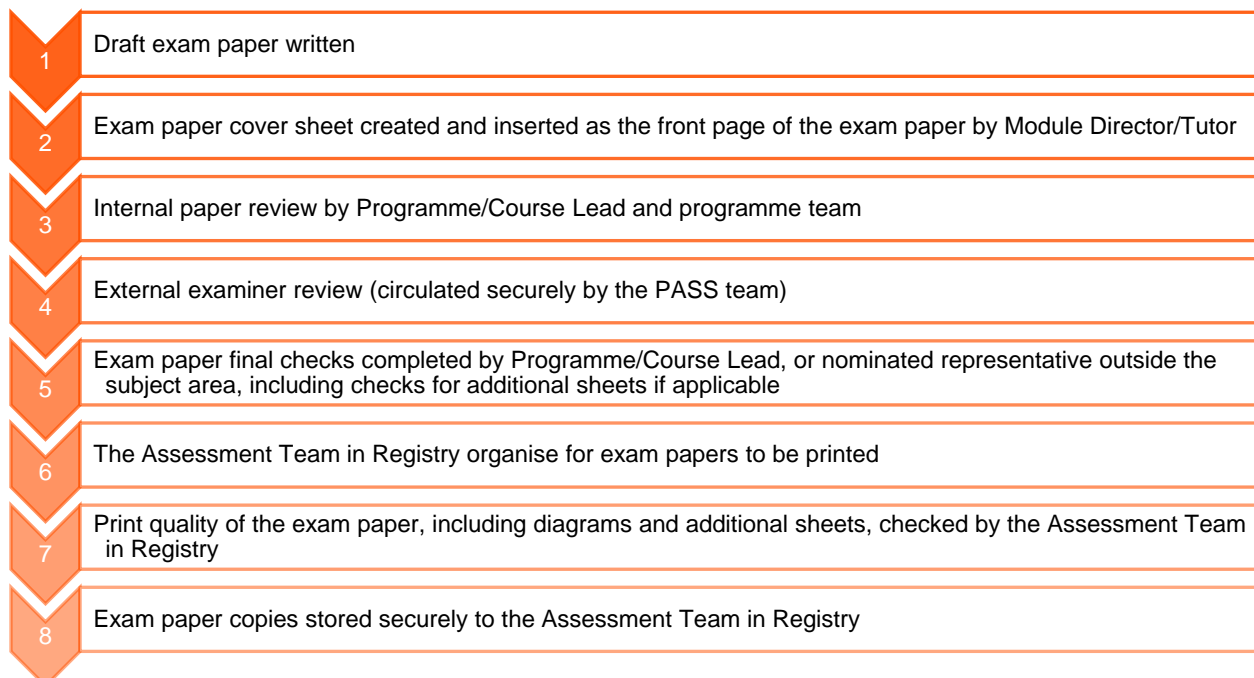 1
Draft exam paper written
2
Exam paper cover sheet created and inserted as the front page of the exam paper by Module Director/Tutor
3
Internal paper review by Programme/Course Lead and programme team
4
External examiner review (circulated securely by the PASS team)
5
Exam paper final checks completed by Programme/Course Lead, or nominated representative outside the
subject area, including checks for additional sheets if applicable
6
The Assessment Team in Registry organise for exam papers to be printed
7
Print quality of the exam paper, including diagrams and additional sheets, checked by the Assessment Team
in Registry
8
Exam paper copies stored securely to the Assessment Team in Registry